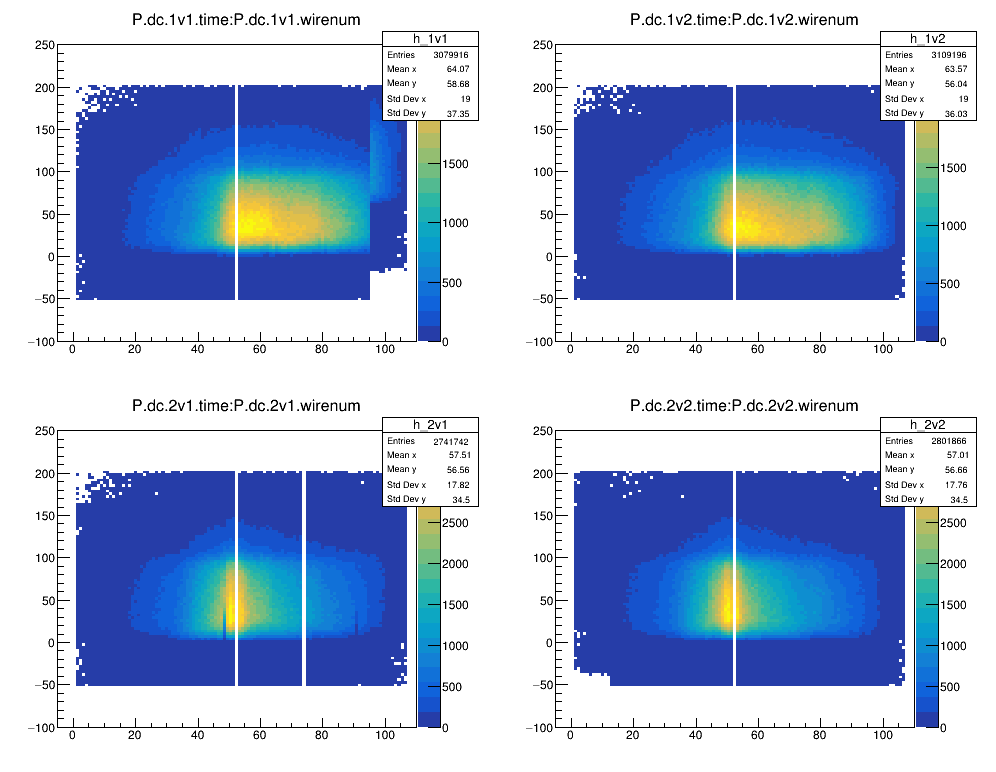 P.dc.1v1.time:P.dc.1v1.wirenum
h_1v1
Entries 3079916
Mean x 64.07
Mean y 58.68
Std Dev x 19
Std Dev y 37.35
250
200
150
100
50
0
−50
−100
0 20 40 60 80 100
1500
1000
500
0
P.dc.1v2.time:P.dc.1v2.wirenum
h_1v2
Entries 3109196
Mean x 63.57
Mean y 56.04
Std Dev x 19
Std Dev y 36.03
250
200
150
100
50
0
−50
−100
0 20 40 60 80 100
1500
1000
500
0
P.dc.2v1.time:P.dc.2v1.wirenum
h_2v1
Entries 2741742
Mean x 57.51
Mean y 56.56
Std Dev x 17.82
Std Dev y 34.5
250
200
150
100
50
0
−50
−100
0 20 40 60 80 100
2500
2000
1500
1000
500
0
P.dc.2v2.time:P.dc.2v2.wirenum
h_2v2
Entries 2801866
Mean x 57.01
Mean y 56.66
Std Dev x 17.76
Std Dev y 34.5
250
200
150
100
50
0
−50
−100
0 20 40 60 80 100
2500
2000
1500
1000
500
0